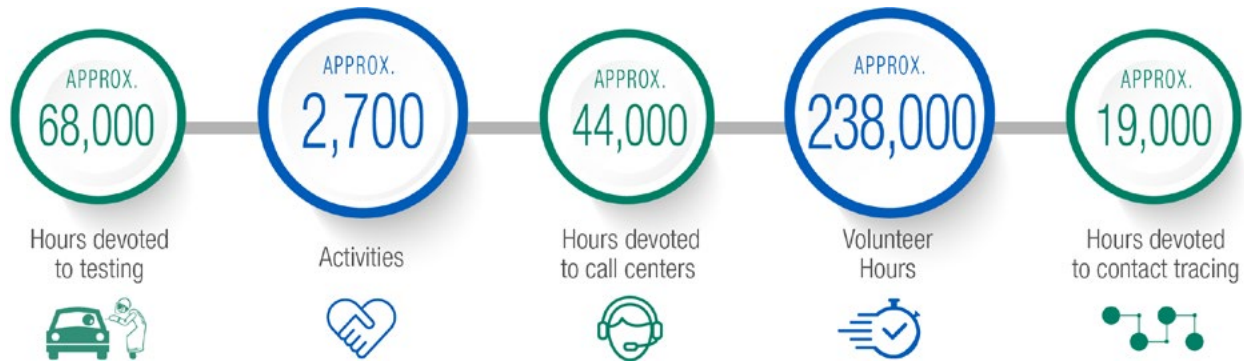 APPROX.
68,000
Hours devoted
to testing
APPROX.
2,700
Activities
APPROX.
44,000
Hours devoted
to call centers
APPROX.
238,000
Volunteer
Hours
APPROX.
19,000
Hours devoted
to contact tracing